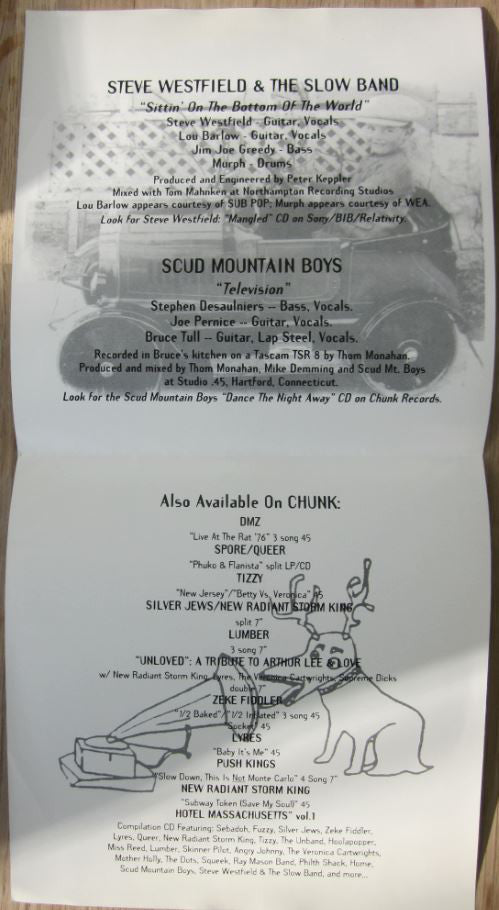 STEVE WESTFIELD & THE SLOW BAND
"Sittin' On The Bottom Of The World"
Steve Westfield - Guitar, Vocals
Lou Barlow - Guitar, Vocals
Jim Joe Greedy - Bass
Murph - Drums
Produced and Engineered by Peter Keppler
Mixed with Tom Mahnken at Northampton Recording Studios
Lou Barlow appears courtesy of SUB POP; Murph appears courtesy of WEA.
Look for Steve Westfield: "Mangled" CD on Sony/BIB/Relativity.
SCUD MOUNTAIN BOYS
"Television"
Stephen Desaulniers -- Bass, Vocals.
Joe Pernice -- Guitar, Vocals.
Bruce Tull -- Guitar, Lap Steel, Vocals.
Recorded in Bruce's kitchen on a Tascam TSR 8 by Thom Monahan.
Produced and mixed by Thom Monahan, Mike Demming and Scud Mt. Boys
at Studio .45, Hartford, Connecticut.
Look for the Scud Mountain Boys "Dance The Night Away" CD on Chunk Records.
Also Available On CHUNK:
DMZ
"Live At The Rat '76" 3 song 45
SPORE/QUEER
"Phuko & Flanista" split LP/CD
TIZZY
"New Jersey"/"Betty Vs. Veronica" 45
SILVER JEWS/NEW RADIANT STORM KING
split 7"
LUMBER
3 song 7"
"UNLOVED": A TRIBUTE TO ARTHUR LEE & LOVE
w/ New Radiant Storm King, Lyres, The Veronica Cartwrights, Supreme Dicks
double 7"
ZEKE FIDDLER
"1/2 Baked"/"1/2 Inflated" 3 song 45
45
LYRES
"Baby It's Me" 45
PUSH KINGS
"Slow Down, This Is Not Monte Carlo" 4 Song 7"
NEW RADIANT STORM KING
"Subway Token (Save My Soul)" 45
HOTEL MASSACHUSETTS" vol.1
Compilation CD Featuring: Sebadoh, Fuzzy, Silver Jews, Zeke Fiddler,
Lyres, Queer, New Radiant Storm King, Tizzy, The Unband, Hoolapopper,
Miss Reed, Lumber, Skinner Pilot, Angry Johnny, The Veronica Cartwrights,
Mother Holly, The Dots, Squeek, Ray Mason Band, Philth Shack, Home,
Scud Mountain Boys, Steve Westfield & The Slow Band, and more...